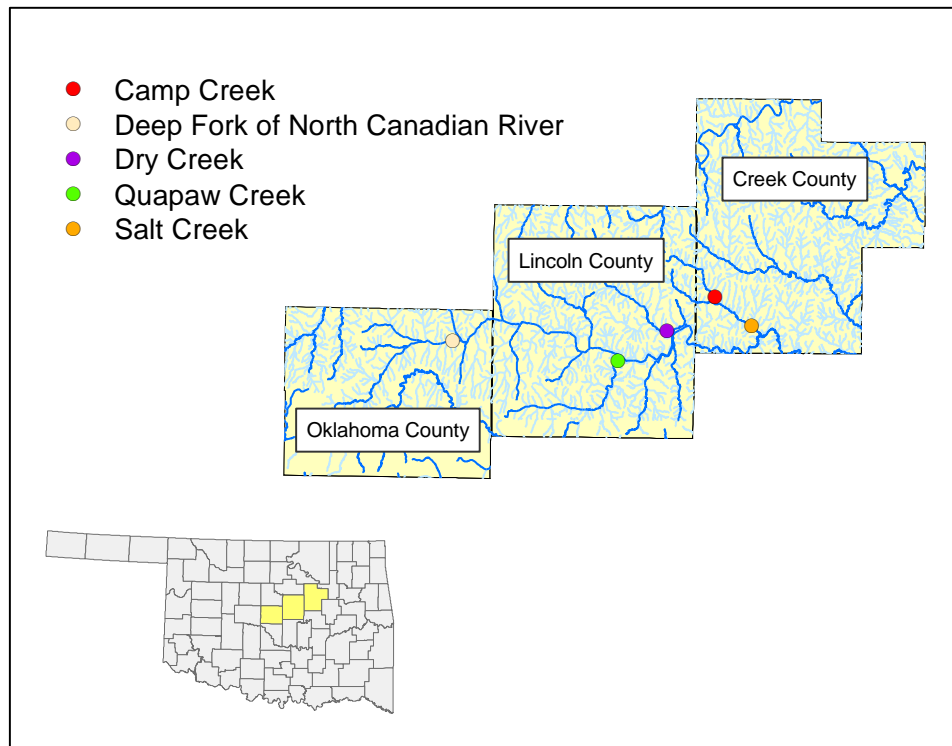 Camp Creek
Deep Fork of North Canadian River
Dry Creek
Quapaw Creek
Salt Creek
Creek County
Lincoln County
Oklahoma County